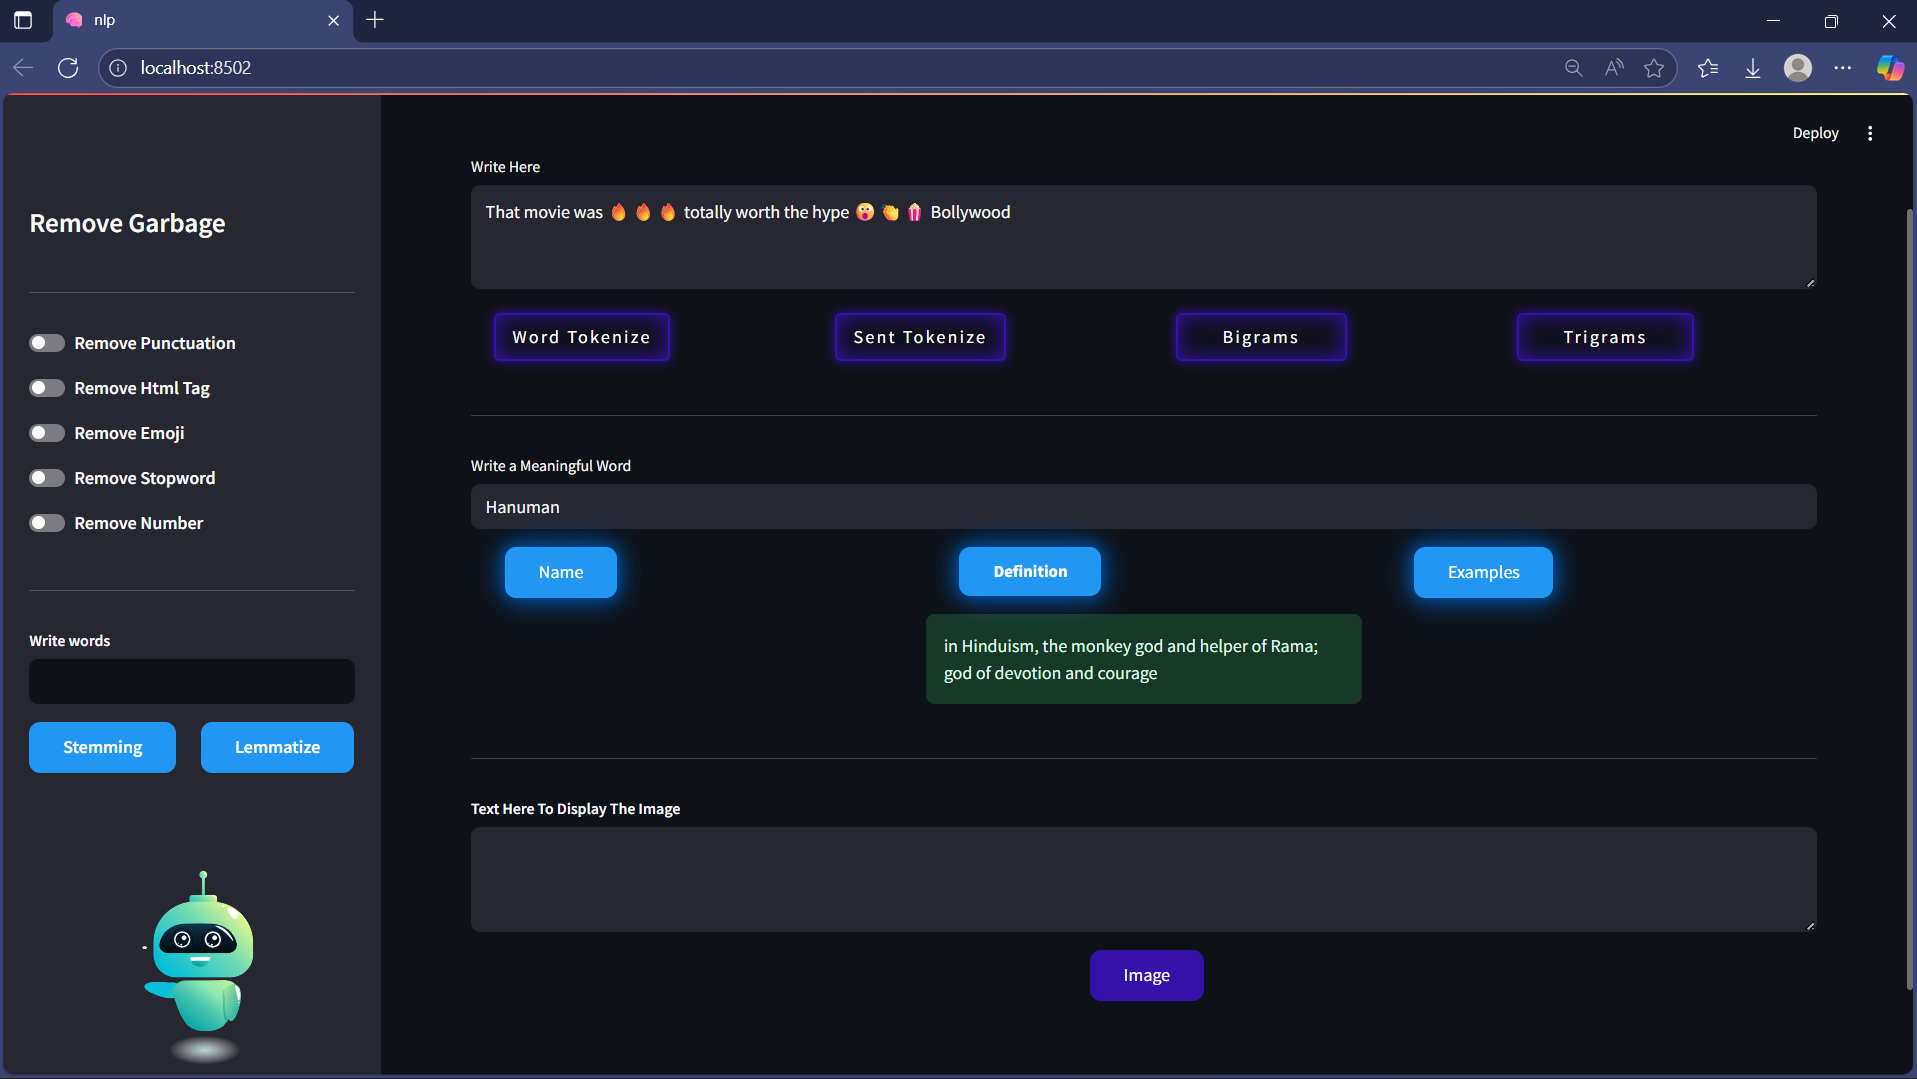 nlp
localhost:8502
Deploy
Remove Garbage
Remove Punctuation
Remove Html Tag
Remove Emoji
Remove Stopword
Remove Number
Write words
Stemming Lemmatize
Write Here
That movie was 🔥 🔥 🔥 totally worth the hype 😱 👏 🍿 Bollywood
Word Tokenize Sent Tokenize Bigrams Trigrams
Write a Meaningful Word
Hanuman
Name Definition Examples
in Hinduism, the monkey god and helper of Rama;
god of devotion and courage
Text Here To Display The Image
Image